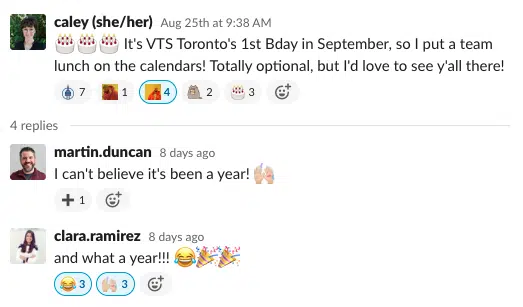 caley (she/her) Aug 25th at 9:38 AM
🎂🎂🎂 It's VTS Toronto's 1st Bday in September, so I put a team
lunch on the calendars! Totally optional, but I'd love to see y'all there!
7 1 4 2 3
4 replies
martin.duncan 8 days ago
I can't believe it's been a year! 🙌🏻
➕ 1
clara.ramirez 8 days ago
and what a year!!! 😂🎉🎉
😂 3 🙌🏻 3